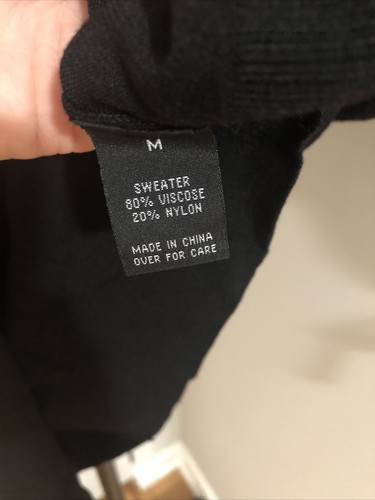 M
SWEATER
80% VISCOSE
20% NYLON
MADE IN CHINA
OVER FOR CARE